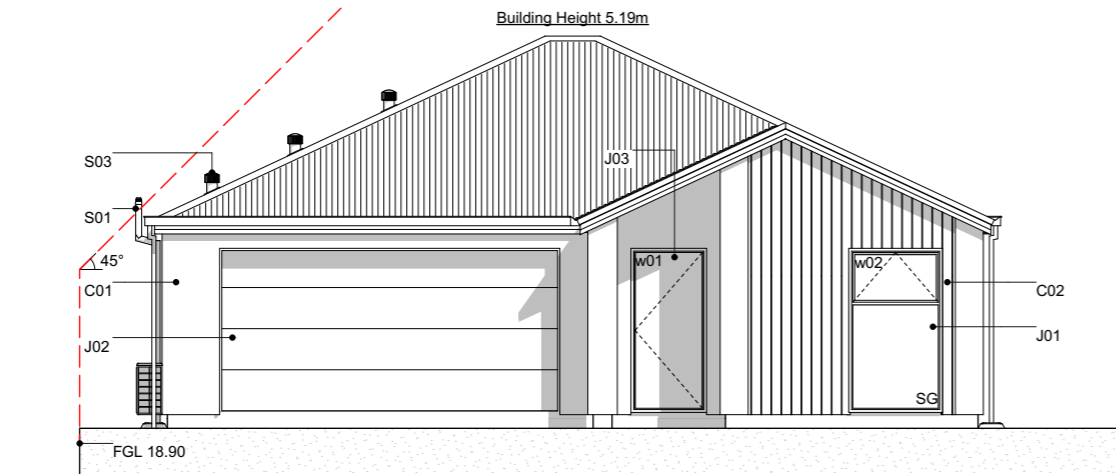 Building Height 5.19m
S03
J03
S01
45°
w01
w02
C01
C02
J02
J01
SG
FGL 18.90